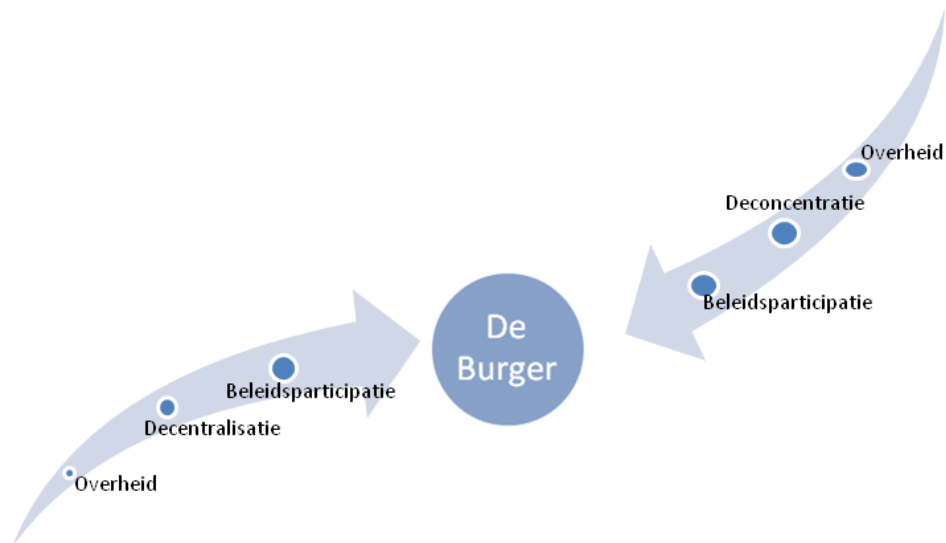 Overheid
Deconcentratie
Beleidsparticipatie
De
Burger
Beleidsparticipatie
Decentralisatie
Overheid